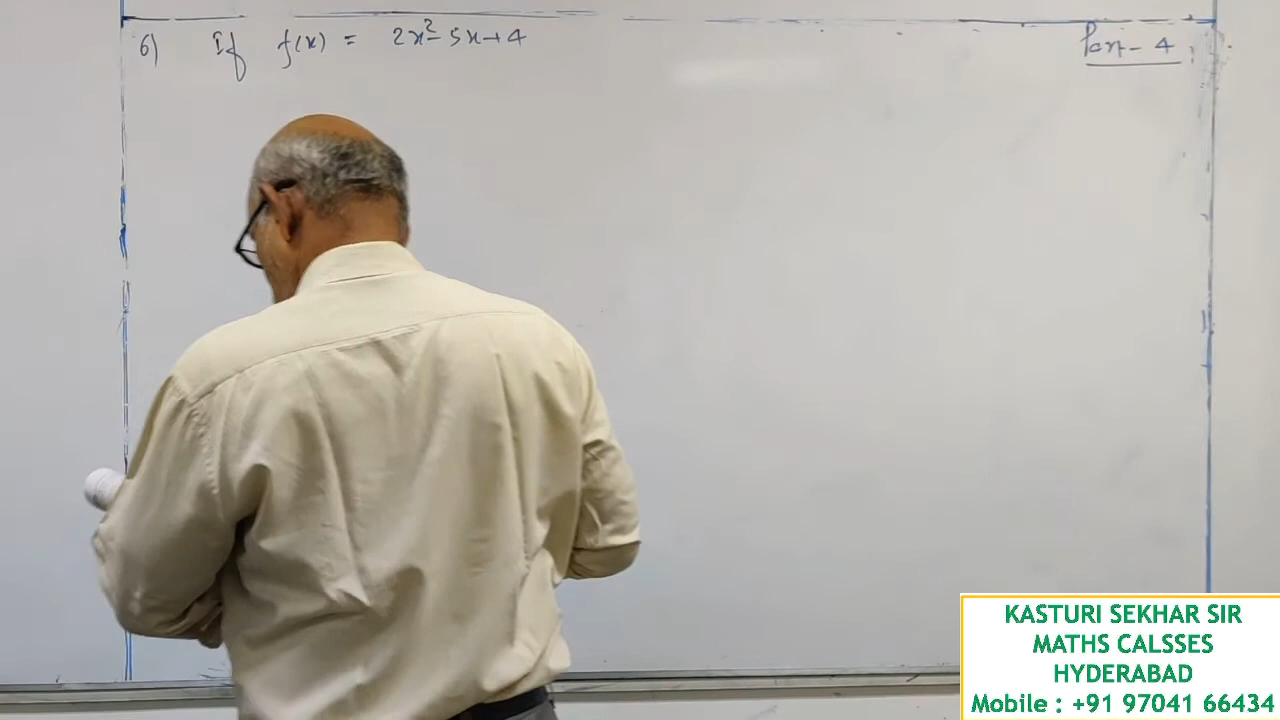 6) If f(x) = 2x² - 5x + 4
Part - 4
KASTURI SEKHAR SIR
MATHS CALSSES
HYDERABAD
Mobile : +91 97041 66434